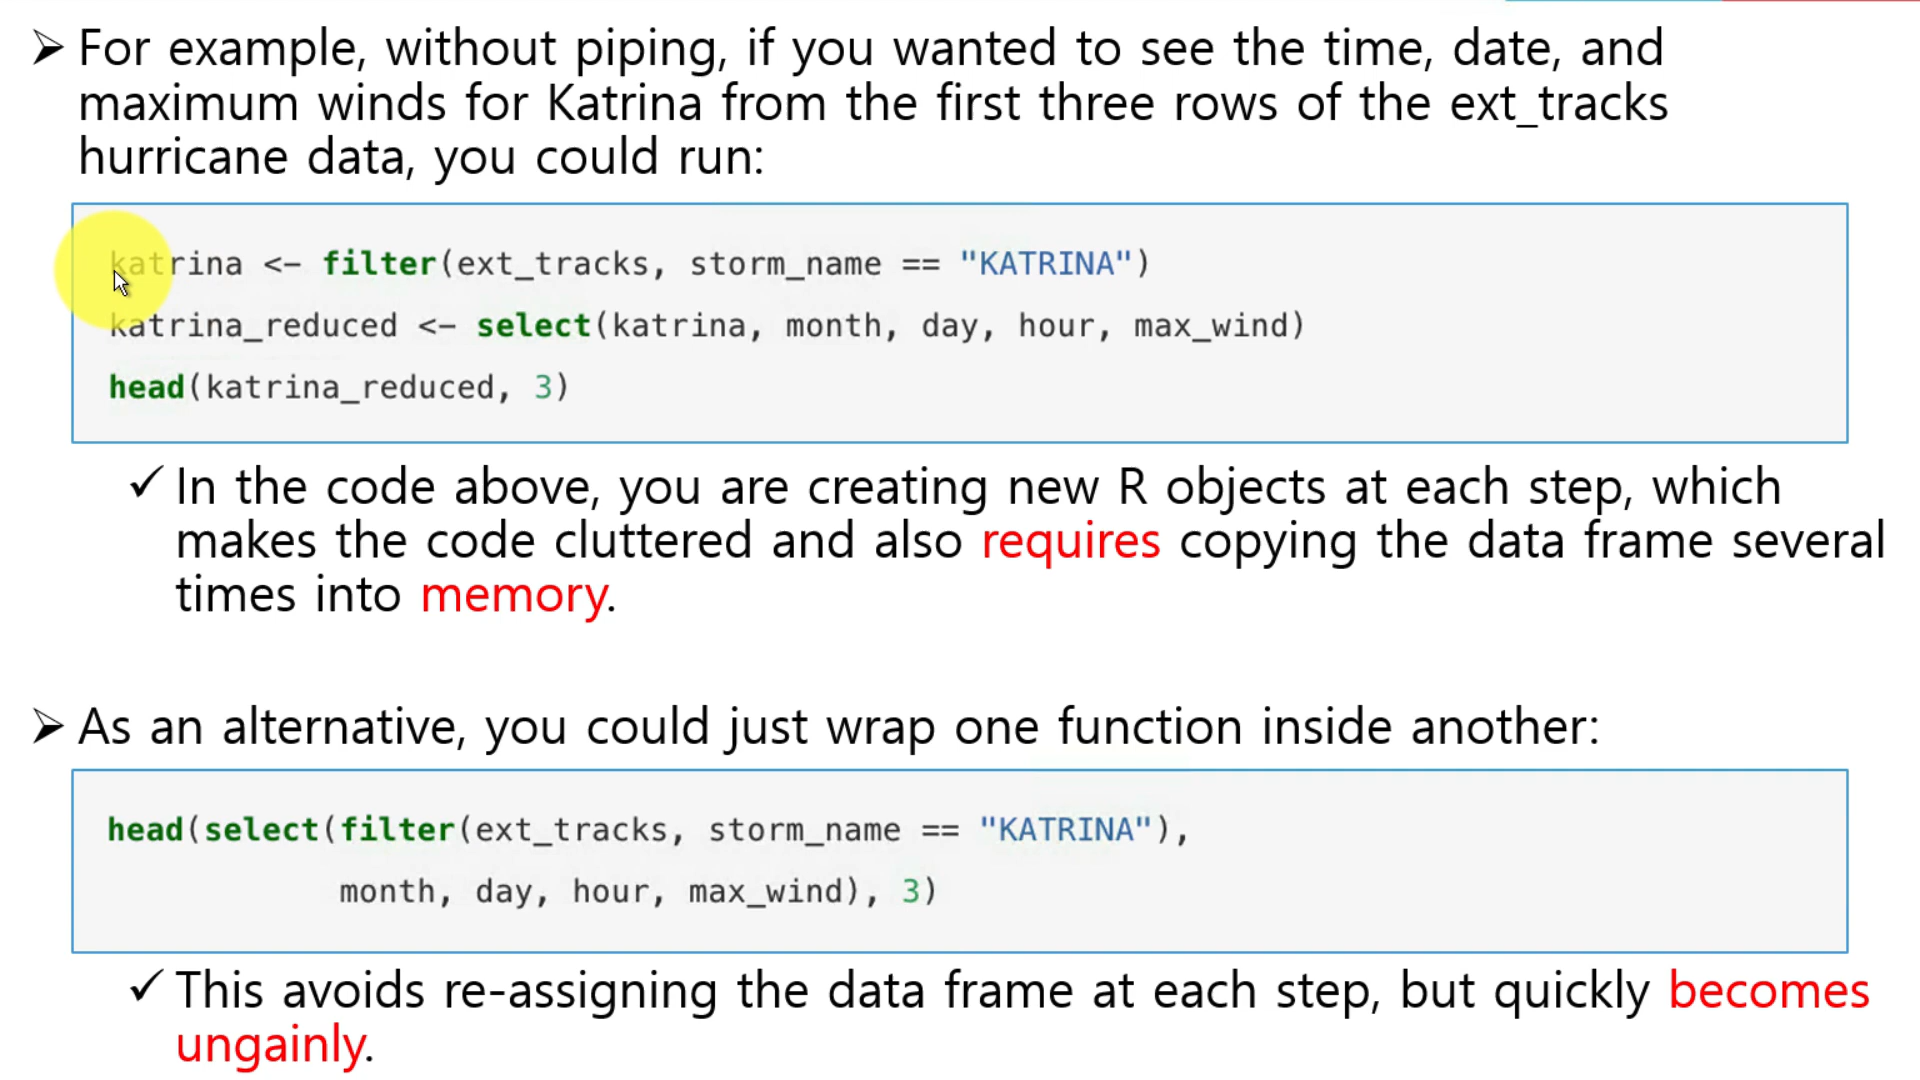 For example, without piping, if you wanted to see the time, date, and
maximum winds for Katrina from the first three rows of the ext_tracks
hurricane data, you could run:
katrina <- filter(ext_tracks, storm_name == "KATRINA")
katrina_reduced <- select(katrina, month, day, hour, max_wind)
head(katrina_reduced, 3)
In the code above, you are creating new R objects at each step, which
makes the code cluttered and also requires copying the data frame several
times into memory.
As an alternative, you could just wrap one function inside another:
head(select(filter(ext_tracks, storm_name == "KATRINA"),
month, day, hour, max_wind), 3)
This avoids re-assigning the data frame at each step, but quickly becomes
ungainly.